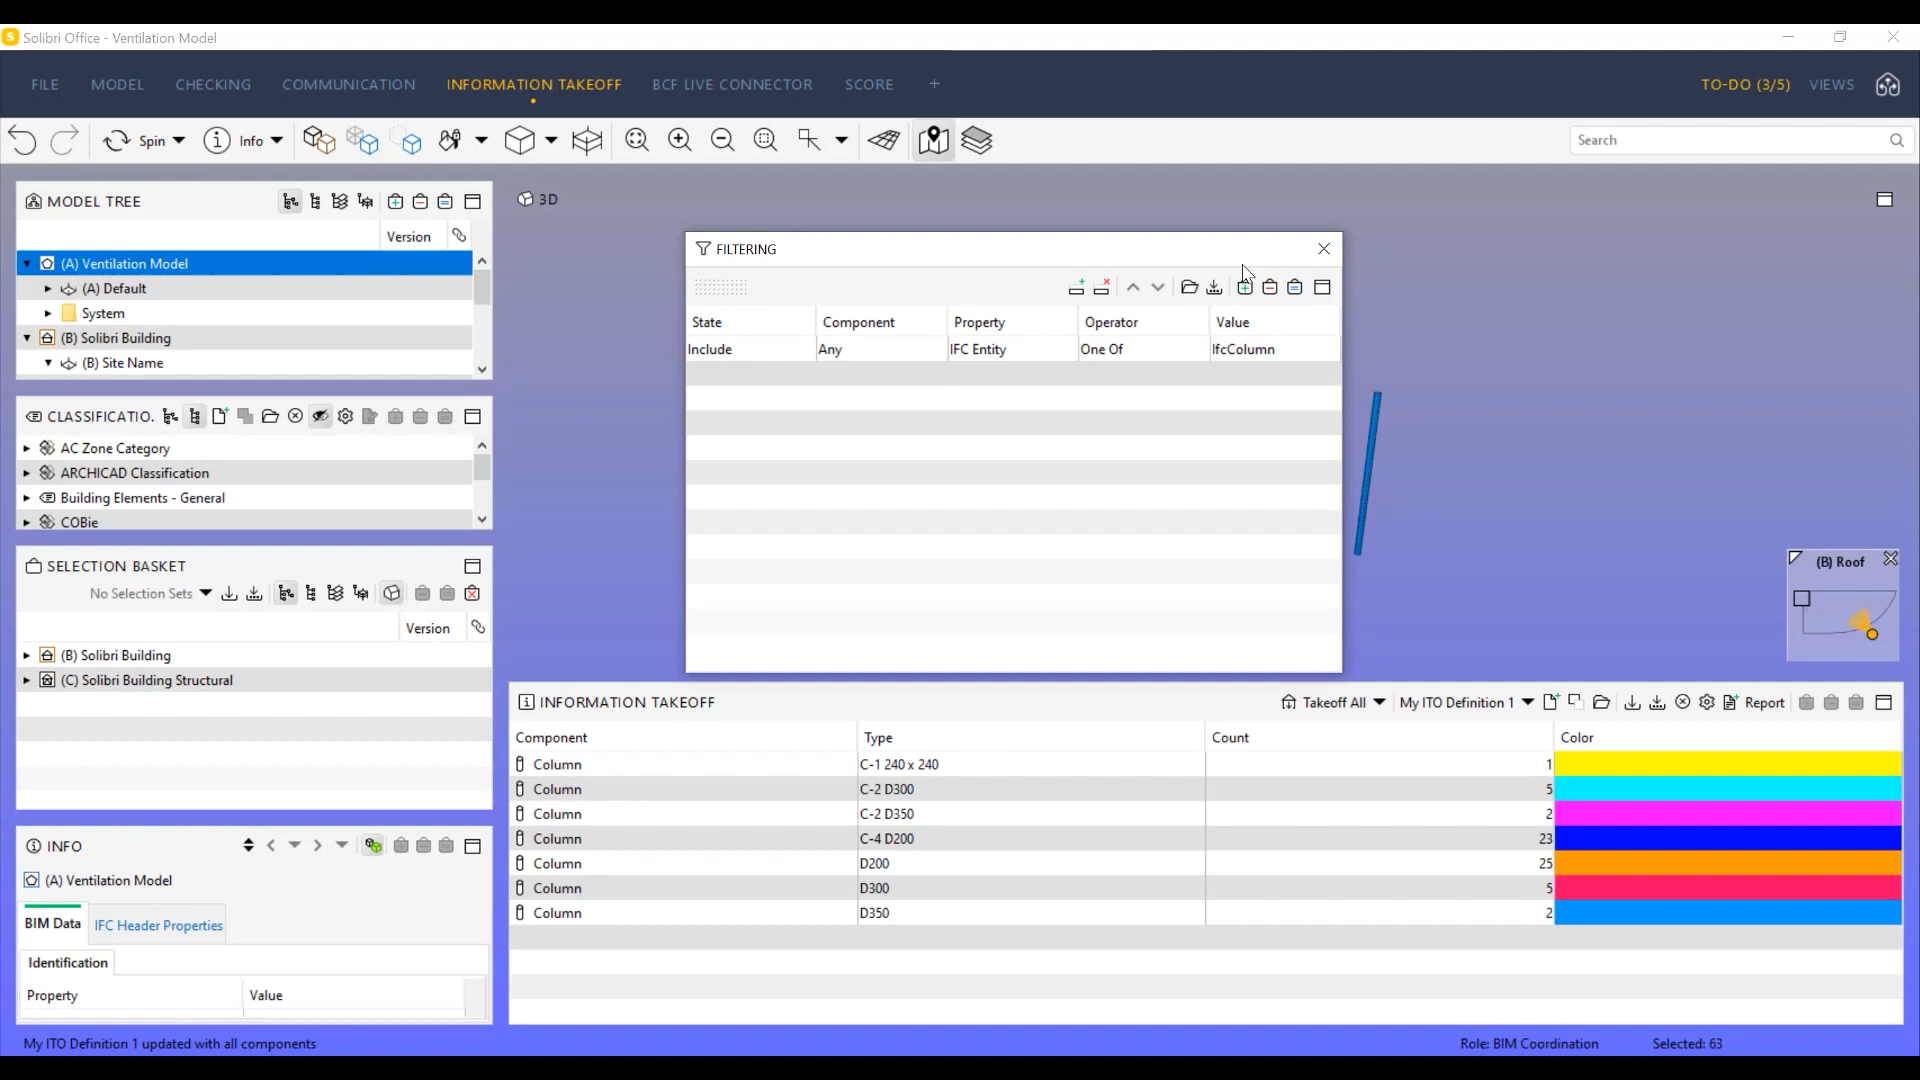 S Solibri Office - Ventilation Model
FILE MODEL CHECKING COMMUNICATION INFORMATION TAKEOFF BCF LIVE CONNECTOR SCORE + TO-DO (3/5) VIEWS
Spin Info Search
MODEL TREE
Version
(A) Ventilation Model
(A) Default
System
(B) Solibri Building
(B) Site Name
CLASSIFICATIO.
AC Zone Category
ARCHICAD Classification
Building Elements - General
COBie
SELECTION BASKET
No Selection Sets
Version
(B) Solibri Building
(C) Solibri Building Structural
INFO
(A) Ventilation Model
BIM Data IFC Header Properties
Identification
Property Value
3D
FILTERING
State Component Property Operator Value
Include Any IFC Entity One Of IfcColumn
(B) Roof
INFORMATION TAKEOFF Takeoff All My ITO Definition 1 Report
Component Type Count Color
Column C-1 240 x 240 1
Column C-2 D300 5
Column C-2 D350 2
Column C-4 D200 23
Column D200 25
Column D300 5
Column D350 2
My ITO Definition 1 updated with all components Role: BIM Coordination Selected: 63